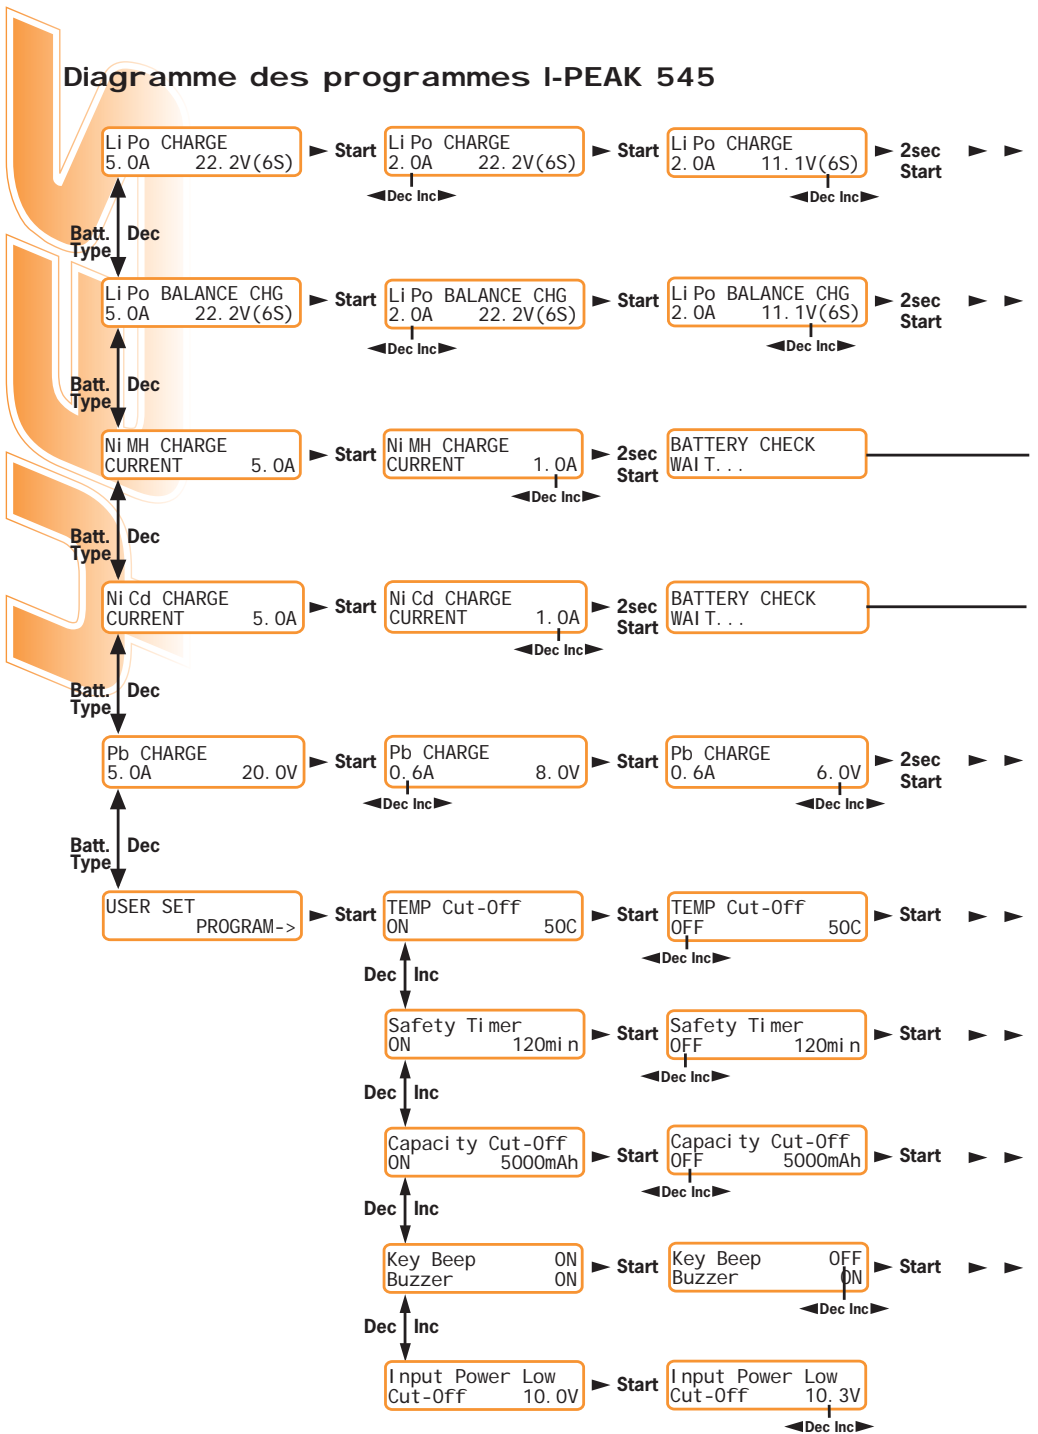 Diagramme des programmes I-PEAK 545
LiPo CHARGE
5.0A 22.2V(6S)
Start
LiPo CHARGE
2.0A 22.2V(6S)
Dec Inc
Start
LiPo CHARGE
2.0A 11.1V(6S)
Dec Inc
2sec
Start
Batt.
Type
Dec
LiPo BALANCE CHG
5.0A 22.2V(6S)
Start
LiPo BALANCE CHG
2.0A 22.2V(6S)
Dec Inc
Start
LiPo BALANCE CHG
2.0A 11.1V(6S)
Dec Inc
2sec
Start
Batt.
Type
Dec
NiMH CHARGE
CURRENT 5.0A
Start
NiMH CHARGE
CURRENT 1.0A
Dec Inc
2sec
Start
BATTERY CHECK
WAIT...
Batt.
Type
Dec
NiCd CHARGE
CURRENT 5.0A
Start
NiCd CHARGE
CURRENT 1.0A
Dec Inc
2sec
Start
BATTERY CHECK
WAIT...
Batt.
Type
Dec
Pb CHARGE
5.0A 20.0V
Start
Pb CHARGE
0.6A 8.0V
Dec Inc
Start
Pb CHARGE
0.6A 6.0V
Dec Inc
2sec
Start
Batt.
Type
Dec
USER SET
PROGRAM->
Start
TEMP Cut-Off
ON 50C
Start
TEMP Cut-Off
OFF 50C
Dec Inc
Start
Dec Inc
Safety Timer
ON 120min
Start
Safety Timer
OFF 120min
Dec Inc
Start
Dec Inc
Capacity Cut-Off
ON 5000mAh
Start
Capacity Cut-Off
OFF 5000mAh
Dec Inc
Start
Dec Inc
Key Beep ON
Buzzer ON
Start
Key Beep OFF
Buzzer ON
Dec Inc
Start
Dec Inc
Input Power Low
Cut-Off 10.0V
Start
Input Power Low
Cut-Off 10.3V
Dec Inc